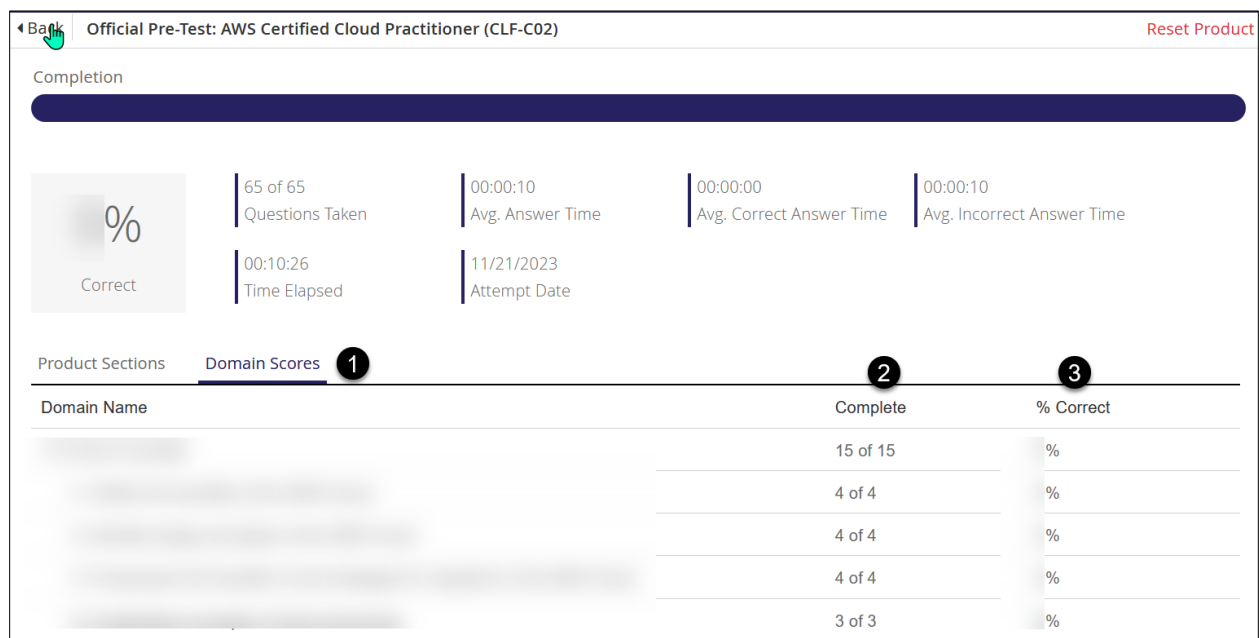 Back Official Pre-Test: AWS Certified Cloud Practitioner (CLF-C02) Reset Product
Completion
65 of 65 00:00:10 00:00:00 00:00:10
Questions Taken Avg. Answer Time Avg. Correct Answer Time Avg. Incorrect Answer Time
%
00:10:26 11/21/2023
Correct Time Elapsed Attempt Date
Product Sections Domain Scores 1 2 3
Domain Name Complete % Correct
15 of 15 %
4 of 4 %
4 of 4 %
4 of 4 %
3 of 3 %